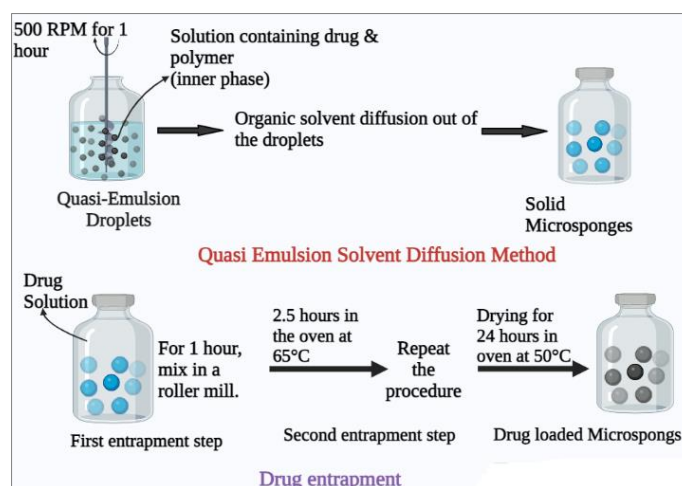 500 RPM for 1
hour
Solution containing drug &
polymer
(inner phase)
Organic solvent diffusion out of
the droplets
Quasi-Emulsion
Droplets
Solid
Microsponges
Quasi Emulsion Solvent Diffusion Method
Drug
Solution
For 1 hour,
mix in a
roller mill.
2.5 hours in
the oven at
65°C
Repeat
the
procedure
Drying for
24 hours in
oven at 50°C
First entrapment step
Second entrapment step
Drug loaded Microspongs
Drug entrapment